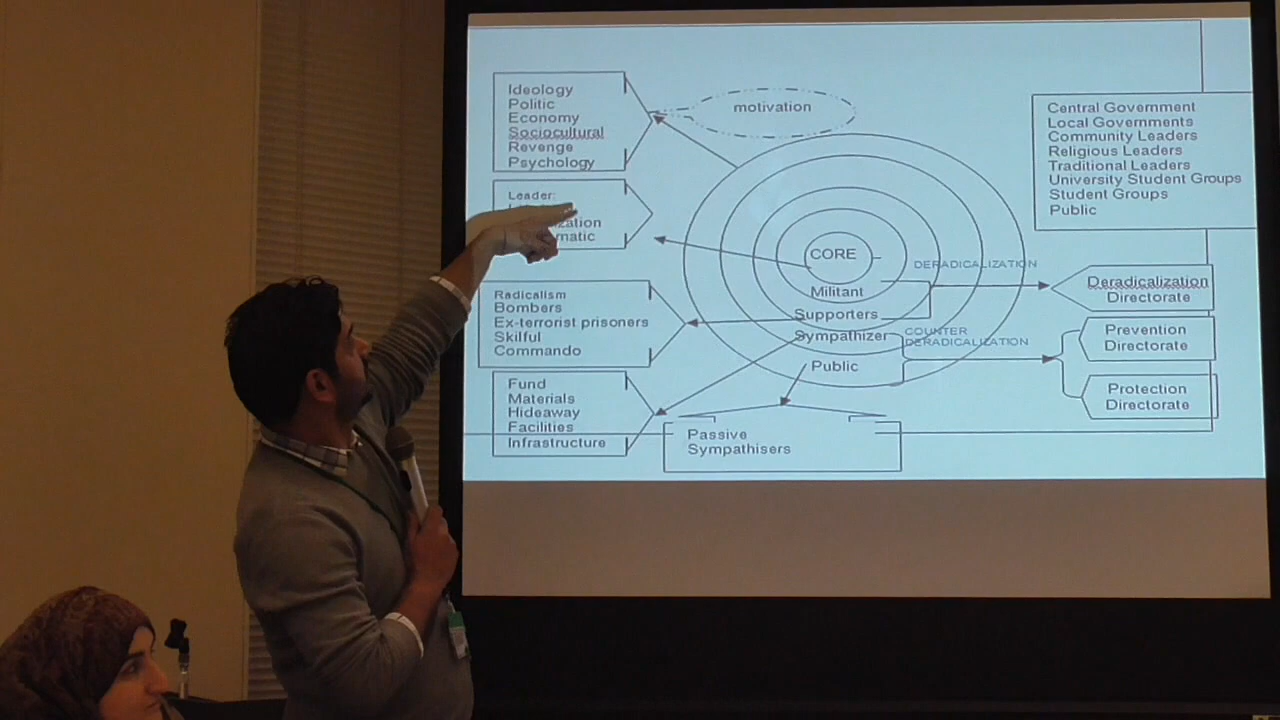 Ideology
Politic
Economy
Sociocultural
Revenge
Psychology
motivation
Leader:
Radicalism
Bombers
Ex-terrorist prisoners
Skilful
Commando
Fund
Materials
Hideaway
Facilities
Infrastructure
CORE
Militant
Supporters
Sympathizer
Public
Passive
Sympathisers
DERADICALIZATION
COUNTER
DERADICALIZATION
Central Government
Local Governments
Community Leaders
Religious Leaders
Traditional Leaders
University Student Groups
Student Groups
Public
Deradicalization
Directorate
Prevention
Directorate
Protection
Directorate